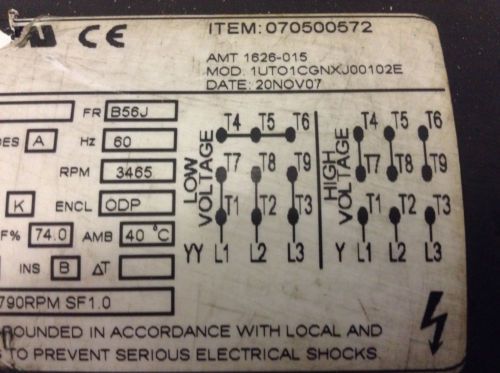 CE ITEM: 070500572
AMT 1626-015
MOD: 1UTO1CGNXJ00102E
DATE: 20NOV07
FR B56J
DES A Hz 60
RPM 3465
K ENCL ODP
F% 74.0 AMB 40 °C
INS B ΔT
790RPM SF1.0
LOW VOLTAGE
T4 T5 T6
T7 T8 T9
T1 T2 T3
YY L1 L2 L3
HIGH VOLTAGE
T4 T5 T6
T7 T8 T9
T1 T2 T3
Y L1 L2 L3
ROUNDED IN ACCORDANCE WITH LOCAL AND
TO PREVENT SERIOUS ELECTRICAL SHOCKS.